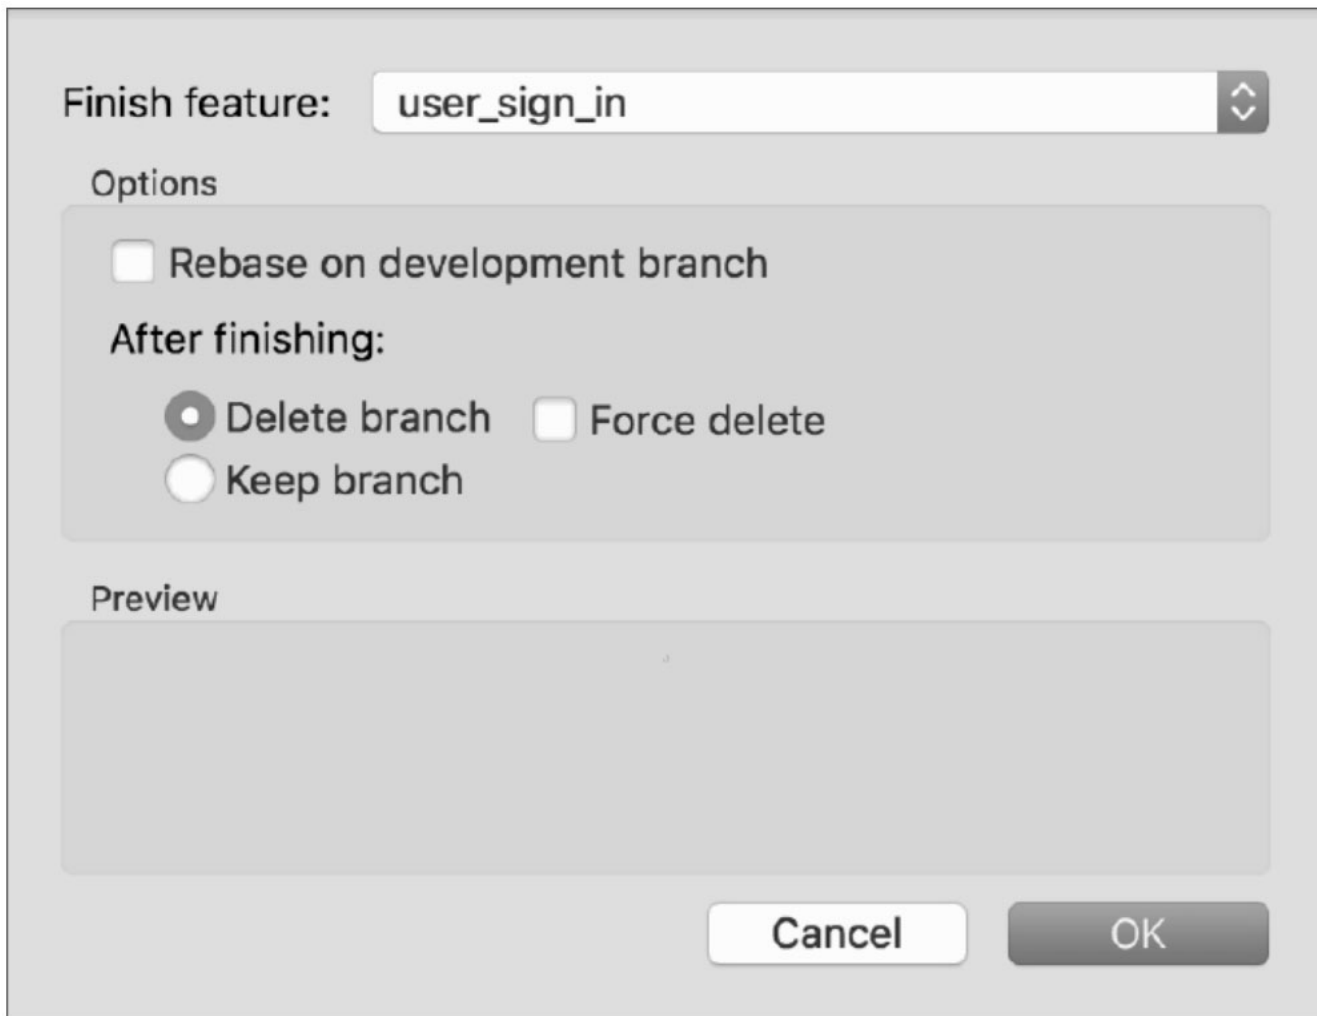 Finish feature: user_sign_in
Options
Rebase on development branch
After finishing:
Delete branch Force delete
Keep branch
Preview
Cancel OK